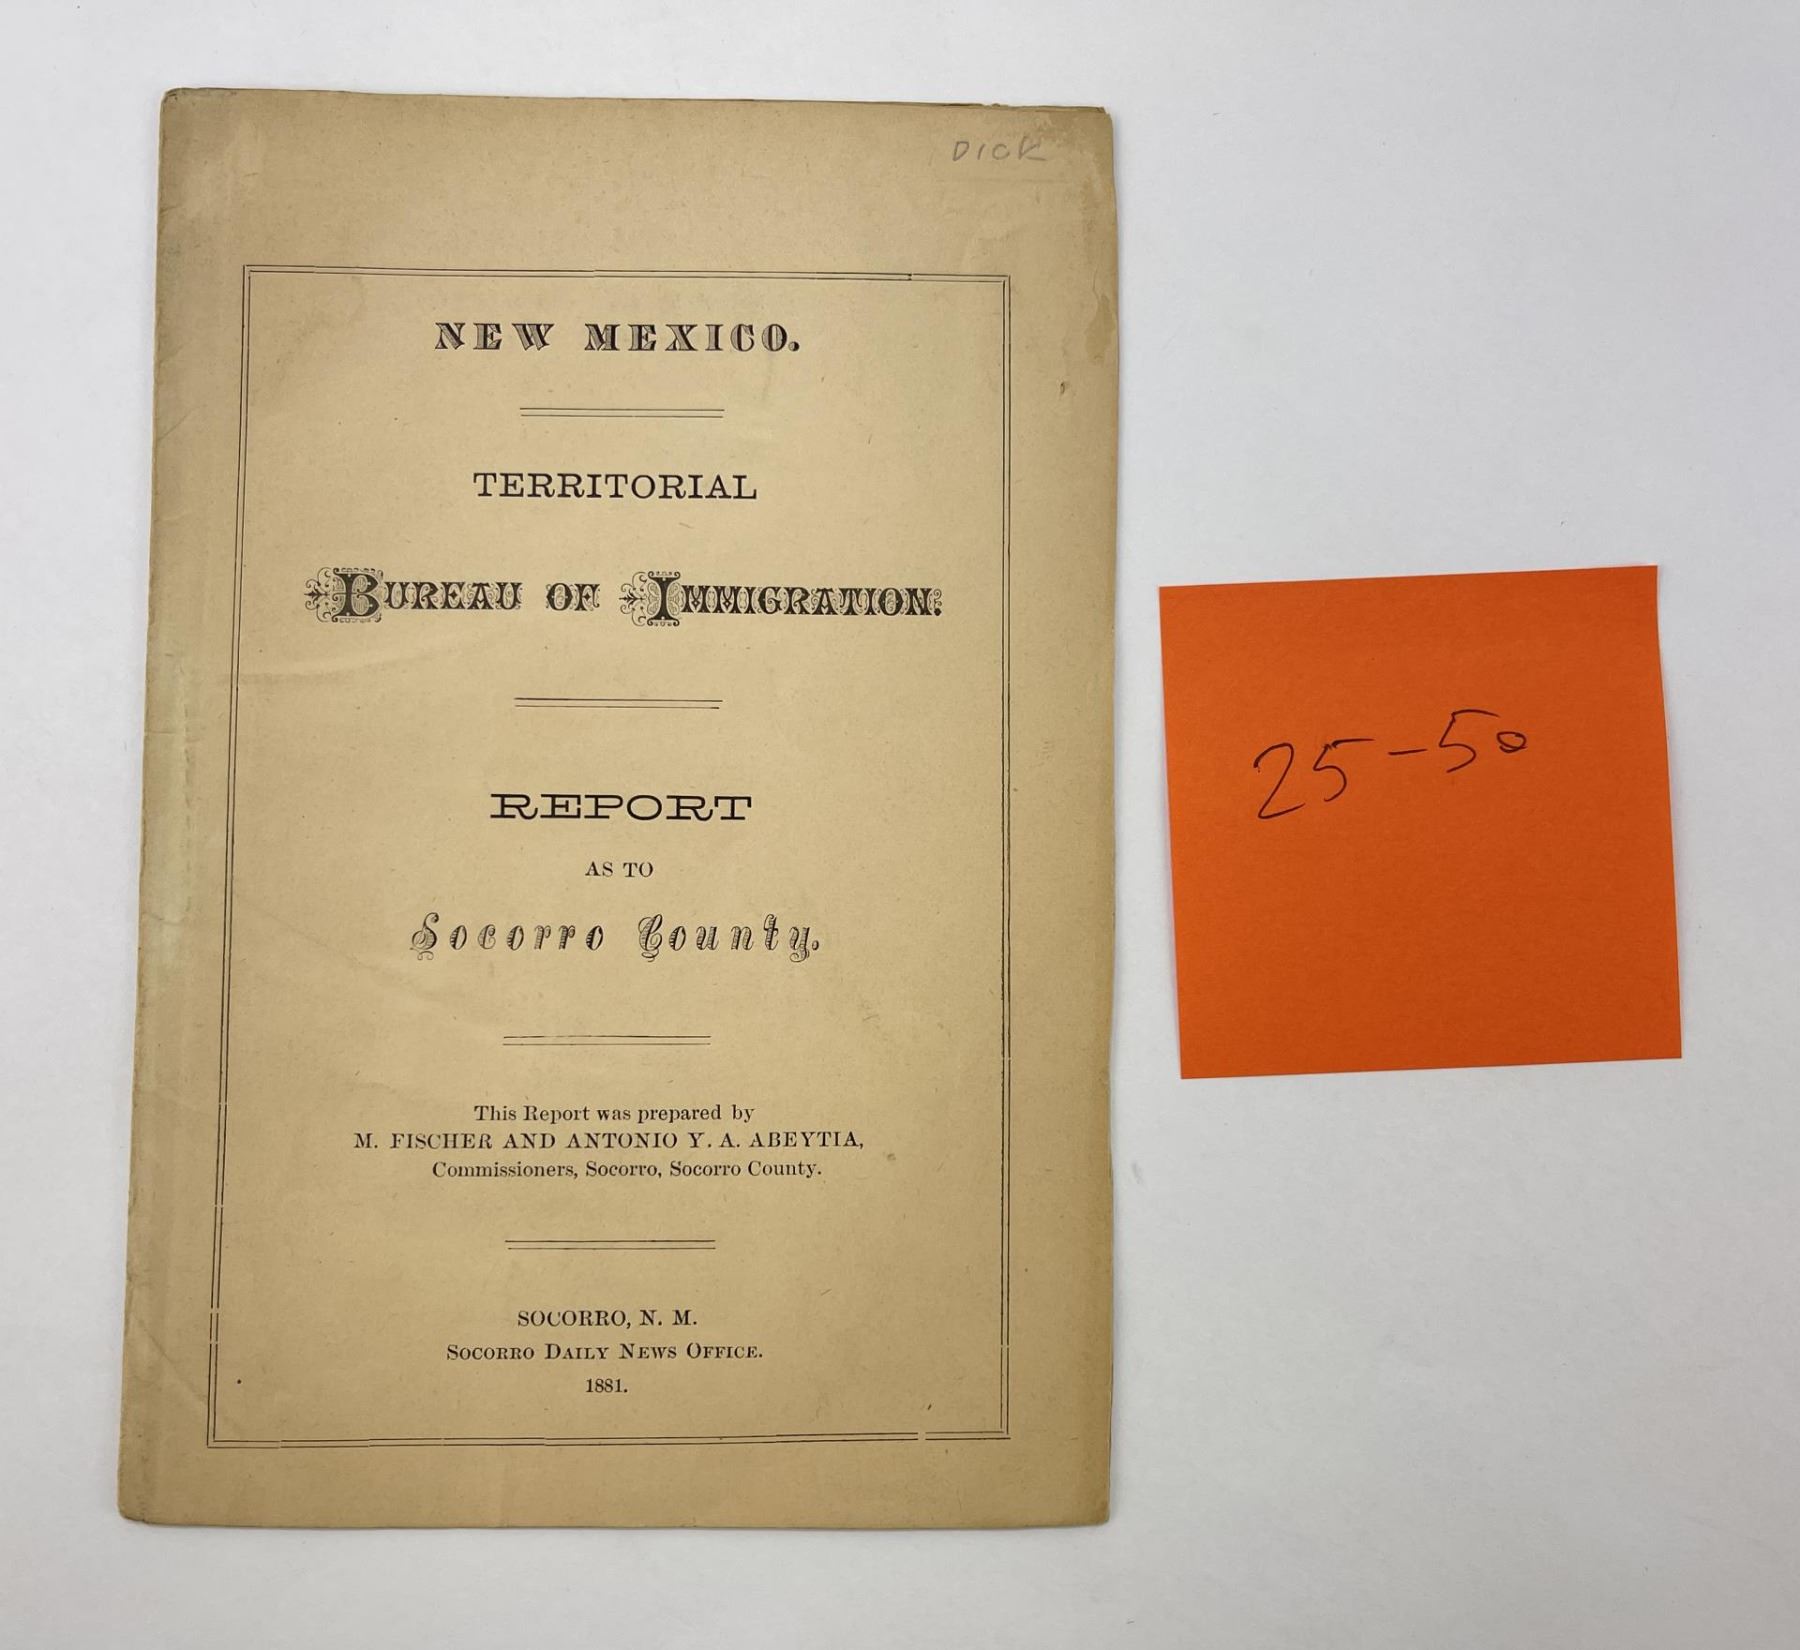 DICK
NEW MEXICO.
TERRITORIAL
BUREAU OF IMMIGRATION.
REPORT
AS TO
Socorro County.
This Report was prepared by
M. FISCHER AND ANTONIO Y. A. ABEYTIA,
Commissioners, Socorro, Socorro County.
SOCORRO, N. M.
SOCORRO DAILY NEWS OFFICE.
1881.
25-50